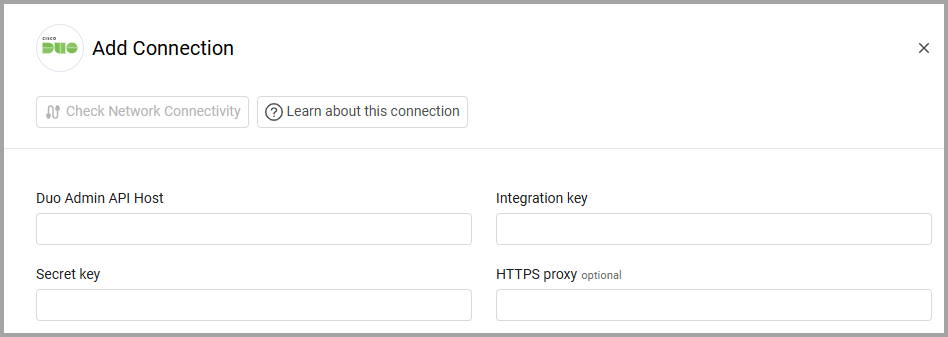 CISCO
DUO
Add Connection
Check Network Connectivity
Learn about this connection
Duo Admin API Host
Integration key
Secret key
HTTPS proxy optional